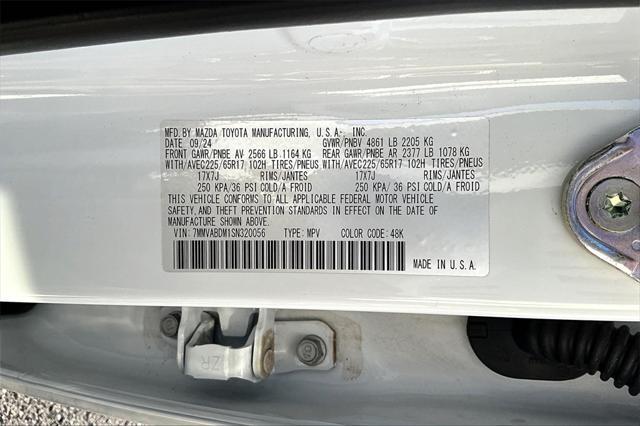 MFD. BY MAZDA TOYOTA MANUFACTURING, U.S.A., INC.
DATE: 09/24 GVWR/PNBV 4861 LB 2205 KG
FRONT GAWR/PNBE AV 2566 LB 1164 KG REAR GAWR/PNBE AR 2377 LB 1078 KG
WITH/AVEC225/65R17 102H TIRES/PNEUS WITH/AVEC225/65R17 102H TIRES/PNEUS
17X7J RIMS/JANTES 17X7J RIMS/JANTES
250 KPA/36 PSI COLD/A FROID 250 KPA/36 PSI COLD/A FROID
THIS VEHICLE CONFORMS TO ALL APPLICABLE FEDERAL MOTOR VEHICLE
SAFETY AND THEFT PREVENTION STANDARDS IN EFFECT ON THE DATE OF
MANUFACTURE SHOWN ABOVE.
VIN: 7MMVABDM1SN320056 TYPE: MPV COLOR CODE: 48K
MADE IN U.S.A.
ZR